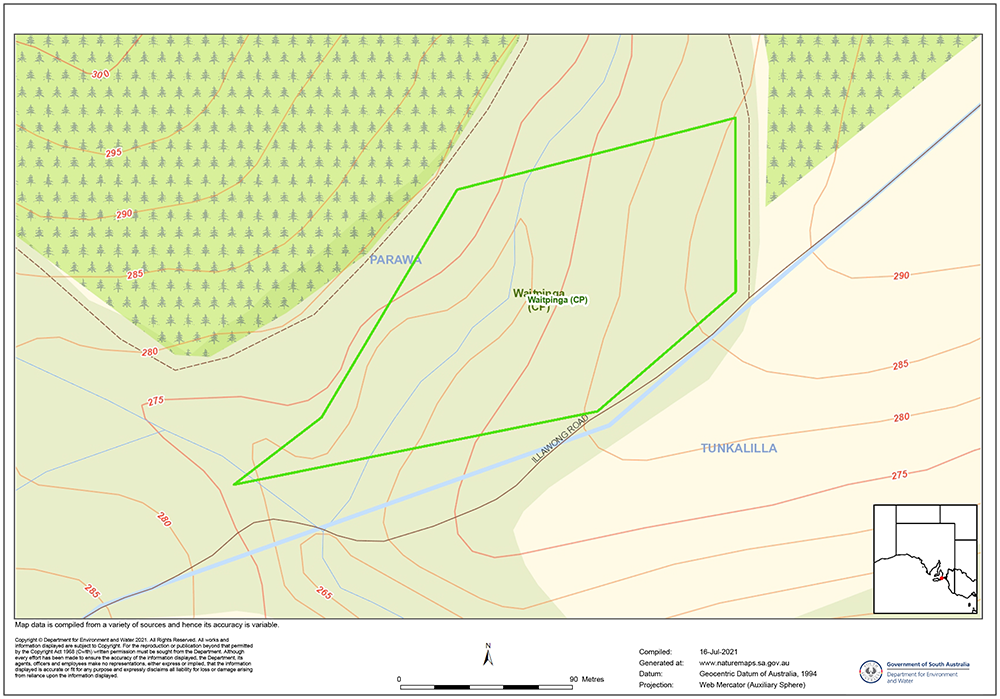 300
295
290
285
280
275
280
285
265
PARAWA
Waitpinga
(CP)
Waitpinga (CP)
ILLAWONG ROAD
TUNKALILLA
290
285
280
275
Map data is compiled from a variety of sources and hence its accuracy is variable.
Copyright © Department for Environment and Water 2021. All Rights Reserved. All works and
information displayed are subject to Copyright. For the reproduction or publication beyond that permitted
by the Copyright Act 1968 (Cwlth) written permission must be sought from the Department. Although
every effort has been made to ensure the accuracy of the information displayed, the Department, its
agents, officers and employees make no representations, either express or implied, that the information
displayed is accurate or fit for any purpose and expressly disclaims all liability for loss or damage arising
from reliance upon the information displayed.
N
0 90 Metres
Compiled: 16-Jul-2021
Generated at: www.naturemaps.sa.gov.au
Datum: Geocentric Datum of Australia, 1994
Projection: Web Mercator (Auxiliary Sphere)
Government of South Australia
Department for Environment
and Water